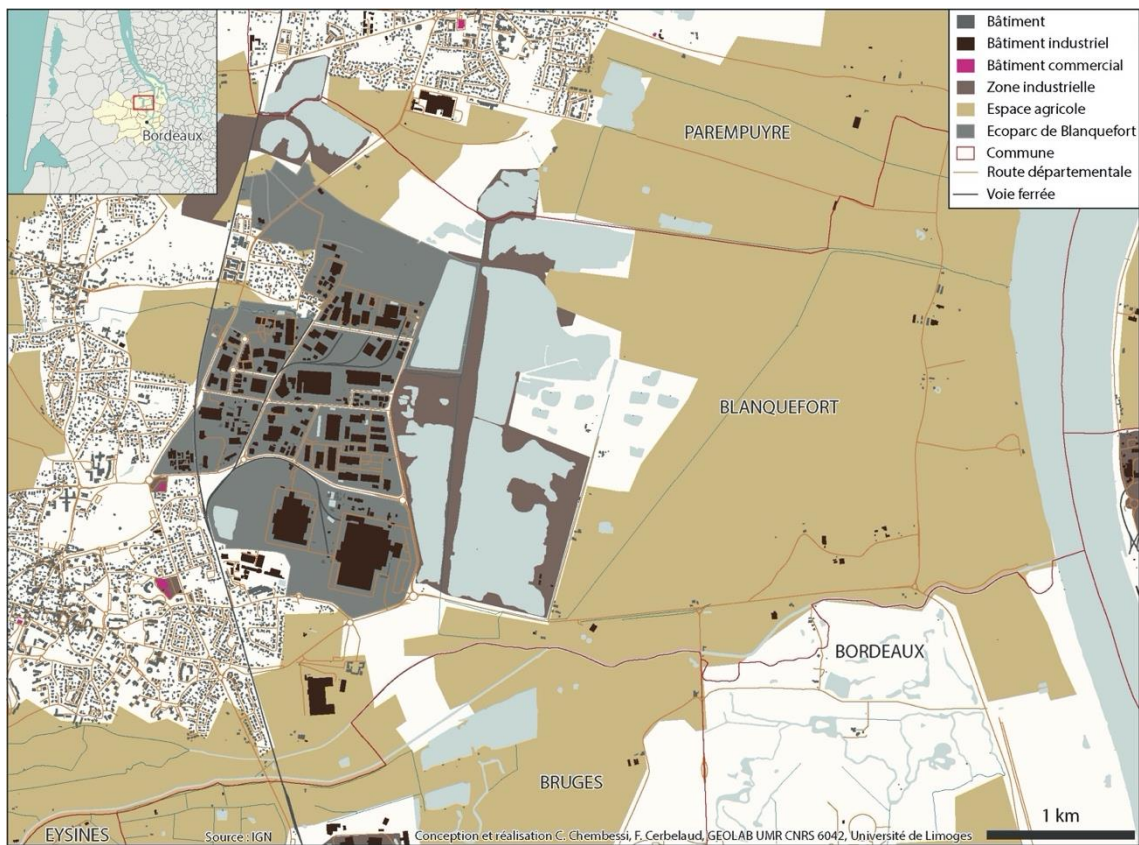 Bordeaux
Bâtiment
Bâtiment industriel
Bâtiment commercial
Zone industrielle
Espace agricole
Ecoparc de Blanquefort
Commune
Route départementale
Voie ferrée
PAREMPUYRE
BLANQUEFORT
BORDEAUX
BRUGES
EYSINES
Source : IGN
Conception et réalisation C. Chembessi, F. Cerbelaud, GEOLAB UMR CNRS 6042, Université de Limoges
1 km